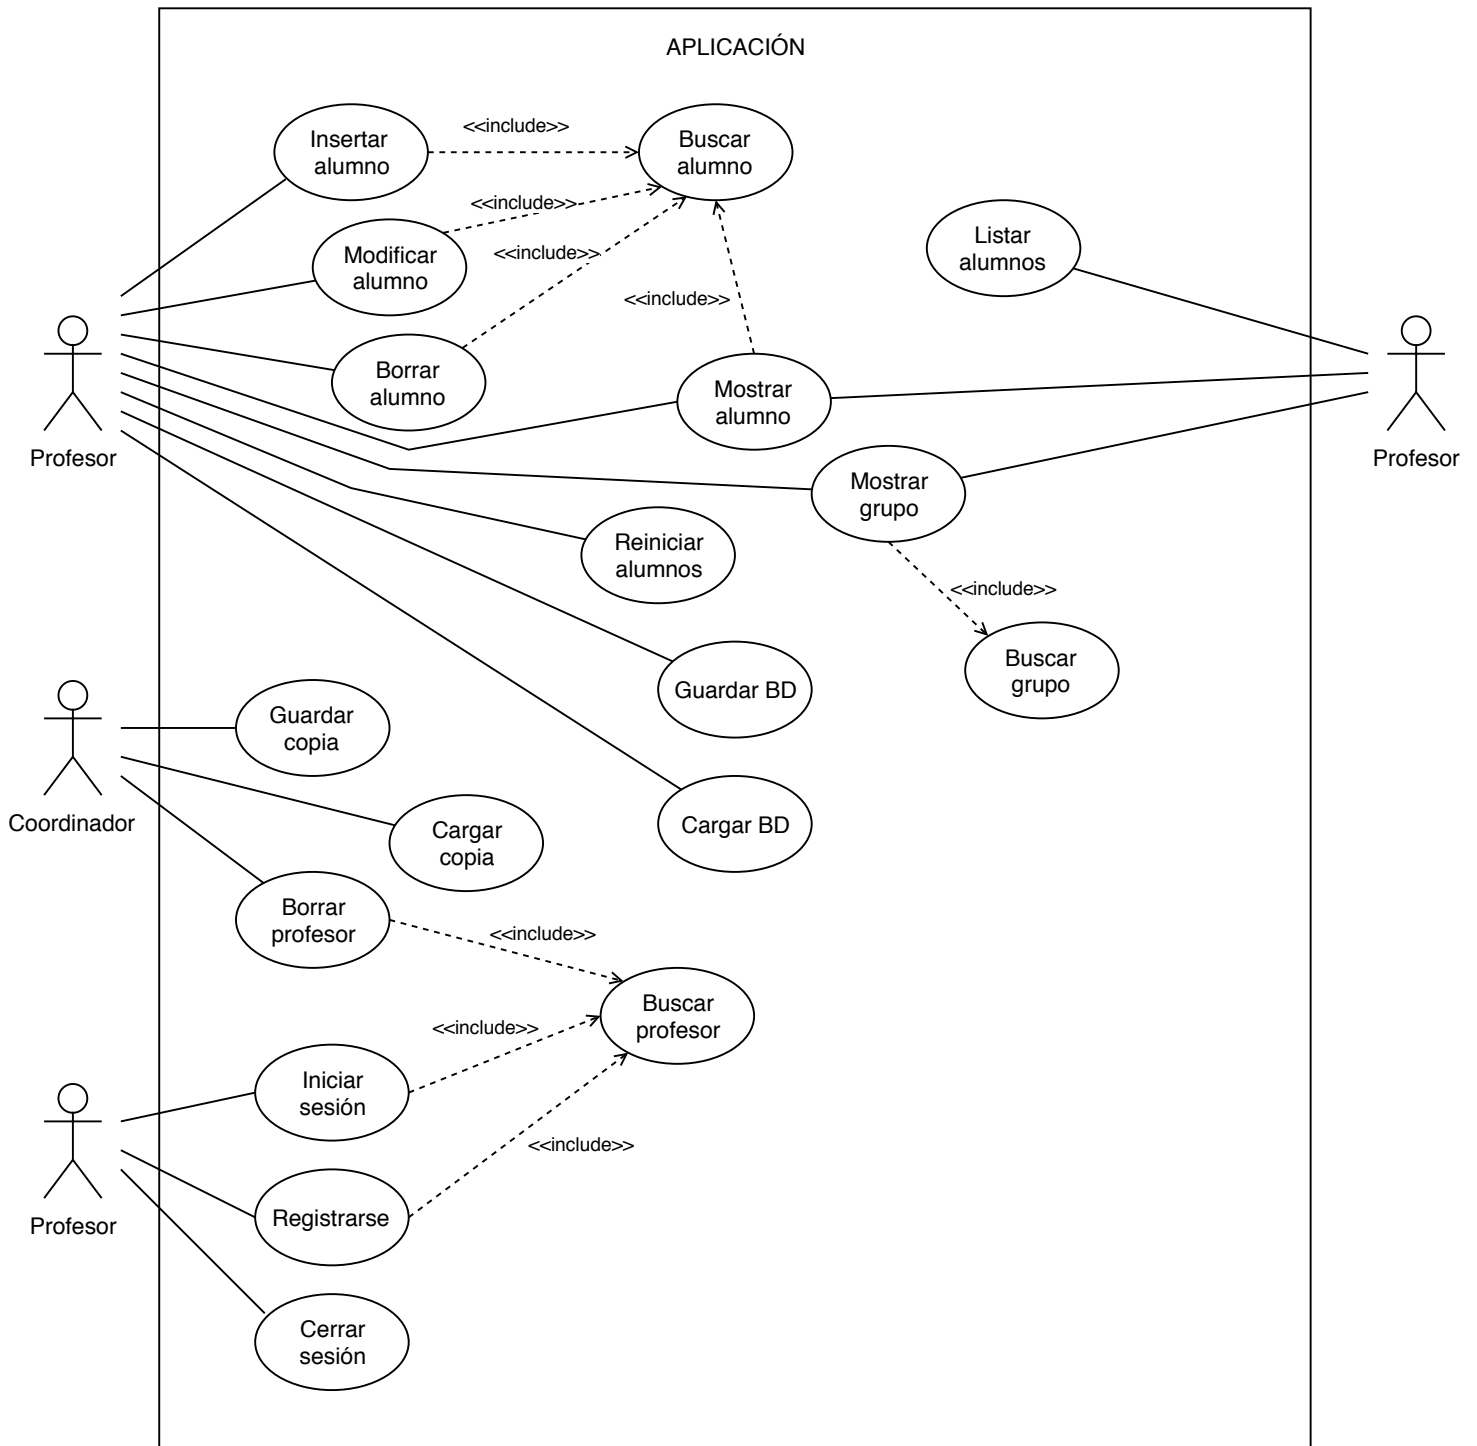 APLICACIÓN
Insertar
alumno
<<include>>
Buscar
alumno
Modificar
alumno
<<include>>
<<include>>
Listar
alumnos
<<include>>
Borrar
alumno
Mostrar
alumno
Profesor
Profesor
Mostrar
grupo
Reiniciar
alumnos
<<include>>
Buscar
grupo
Guardar BD
Guardar
copia
Coordinador
Cargar
copia
Cargar BD
Borrar
profesor
<<include>>
Buscar
profesor
<<include>>
Iniciar
sesión
<<include>>
Registrarse
Profesor
Cerrar
sesión